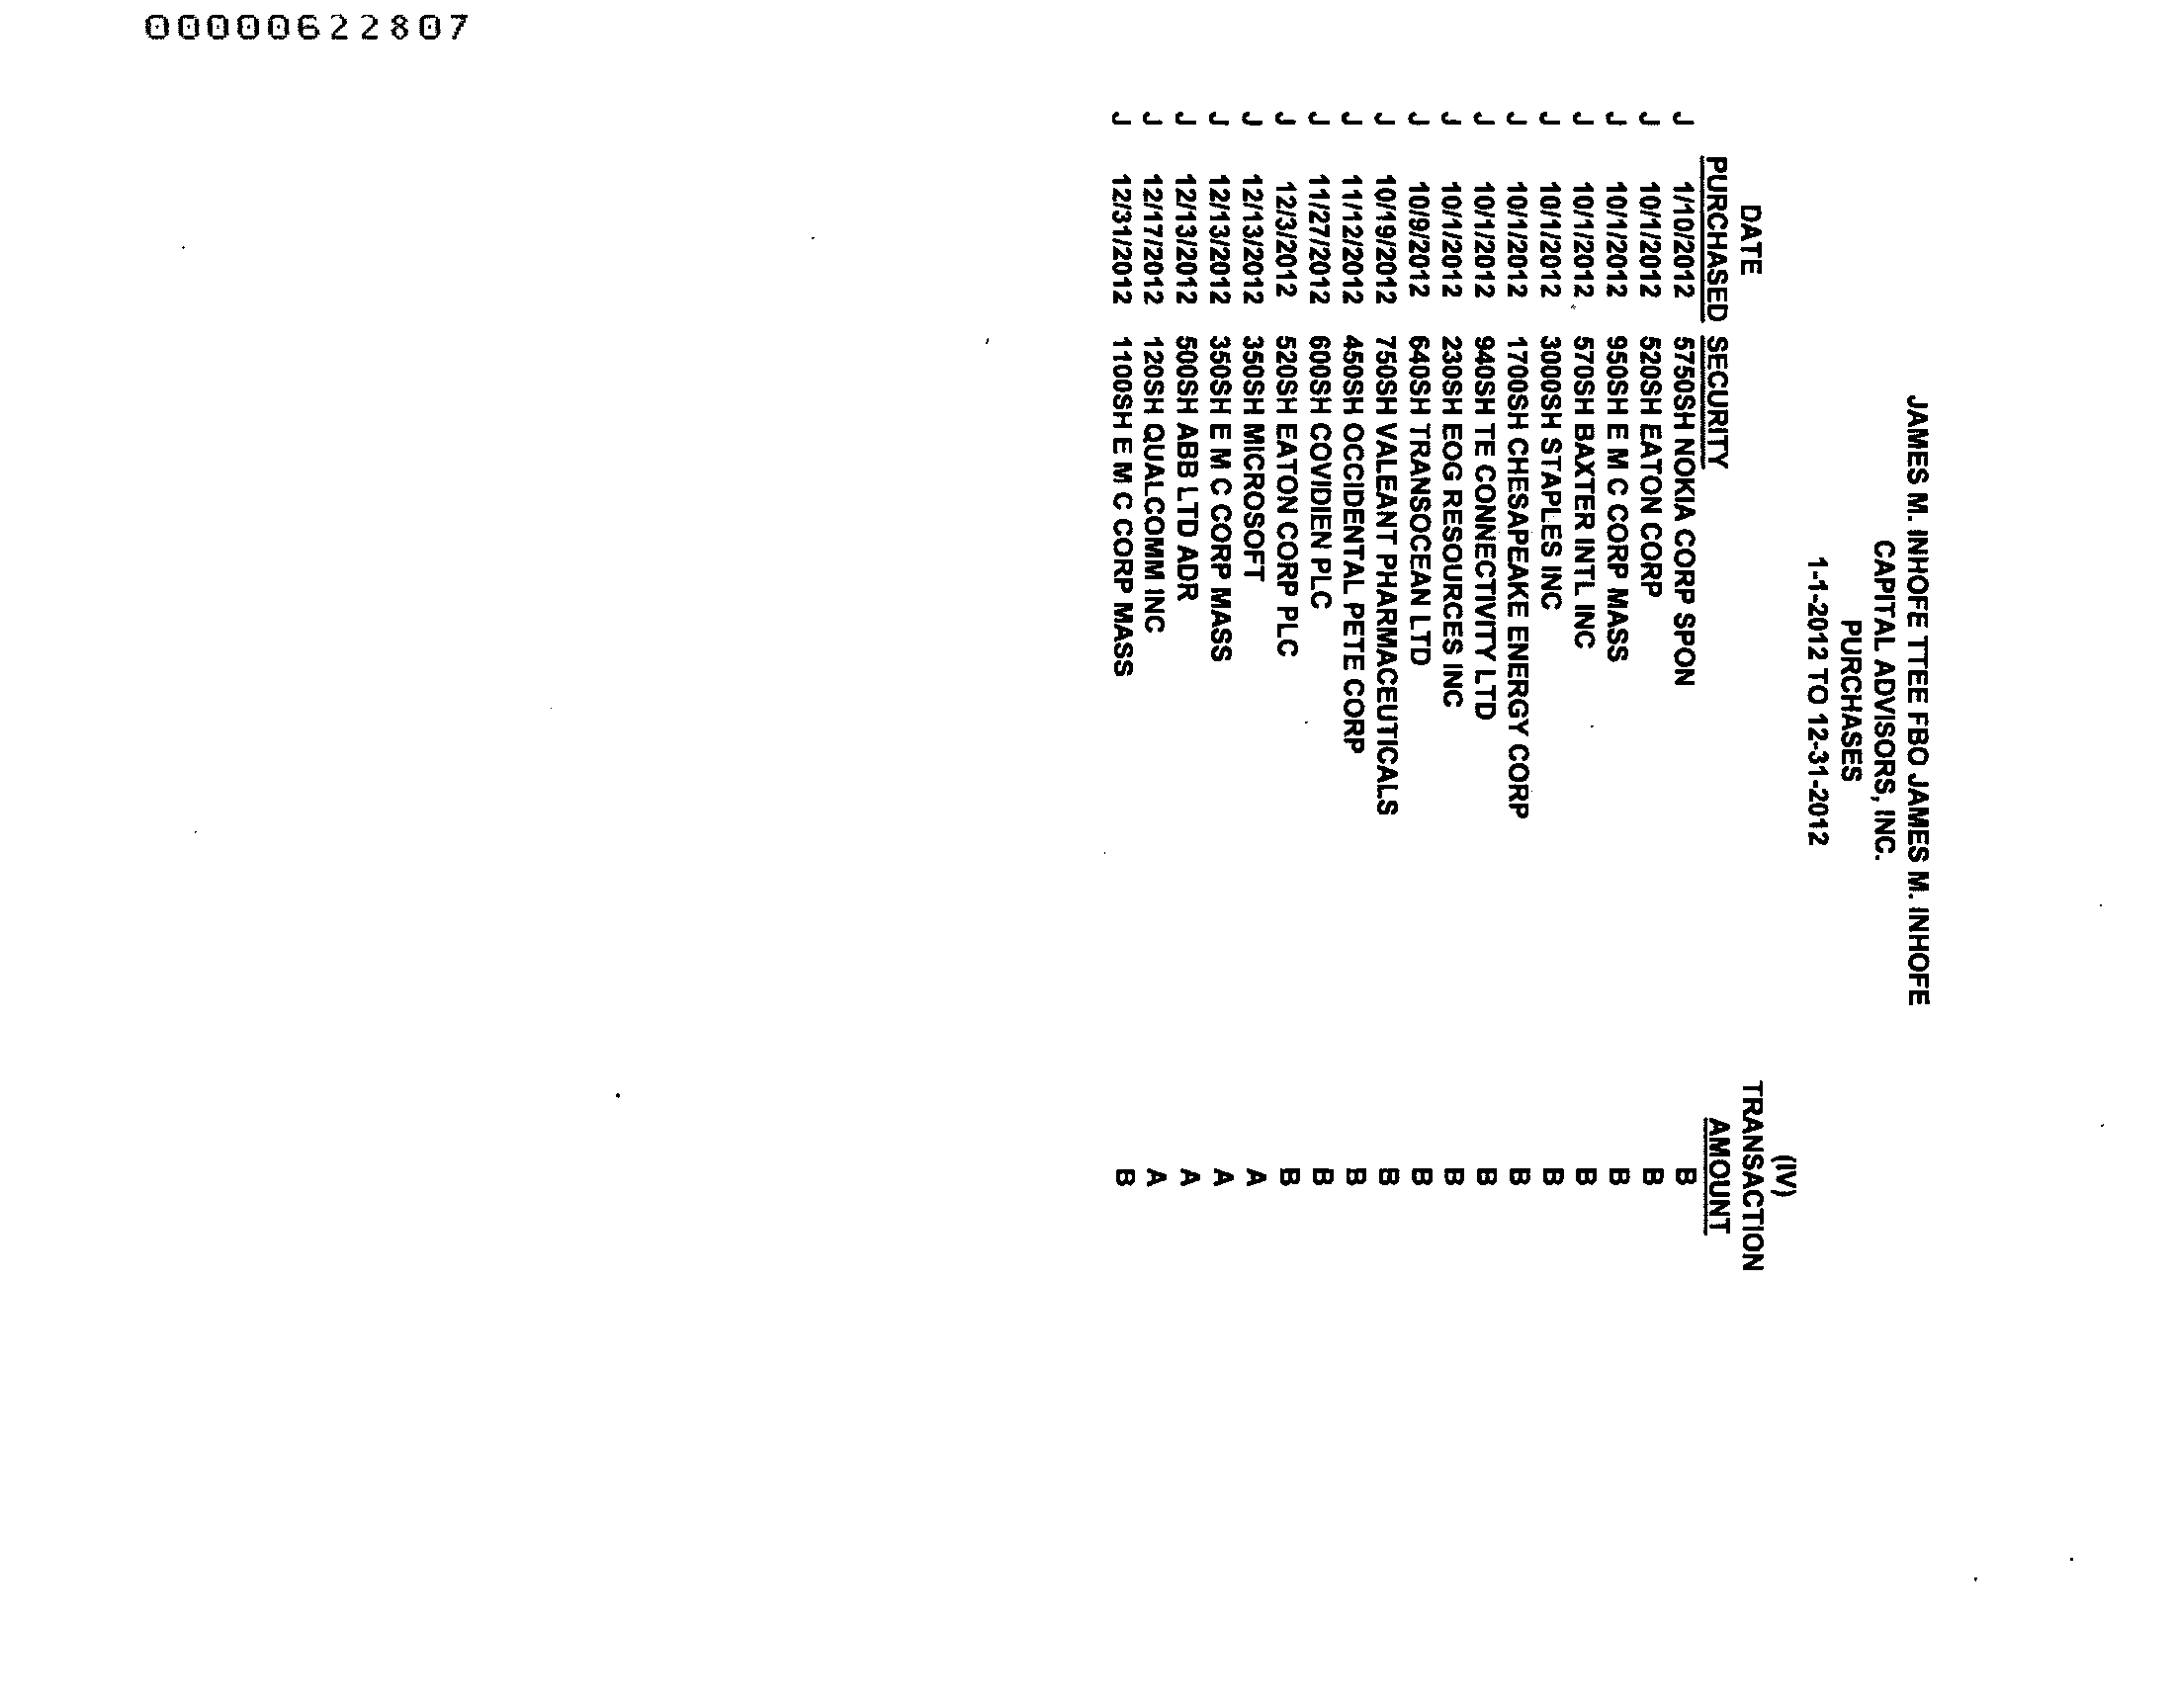 00000622807
JAMES M. INHOFE TTEE FBO JAMES M. INHOFE
CAPITAL ADVISORS, INC.
PURCHASES
1-1-2012 TO 12-31-2012
(IV)
DATE TRANSACTION
PURCHASED SECURITY AMOUNT
J 1/10/2012 5750SH NOKIA CORP SPON B
J 10/1/2012 520SH EATON CORP B
J 10/1/2012 950SH E M C CORP MASS B
J 10/1/2012 570SH BAXTER INTL INC B
J 10/1/2012 3000SH STAPLES INC B
J 10/1/2012 1700SH CHESAPEAKE ENERGY CORP B
J 10/1/2012 940SH TE CONNECTIVITY LTD B
J 10/1/2012 230SH EOG RESOURCES INC B
J 10/9/2012 640SH TRANSOCEAN LTD B
J 10/19/2012 750SH VALEANT PHARMACEUTICALS B
J 11/12/2012 450SH OCCIDENTAL PETE CORP B
J 11/27/2012 600SH COVIDIEN PLC B
J 12/3/2012 520SH EATON CORP PLC B
J 12/13/2012 350SH MICROSOFT A
J 12/13/2012 350SH E M C CORP MASS A
J 12/13/2012 500SH ABB LTD ADR A
J 12/17/2012 120SH QUALCOMM INC A
J 12/31/2012 1100SH E M C CORP MASS B